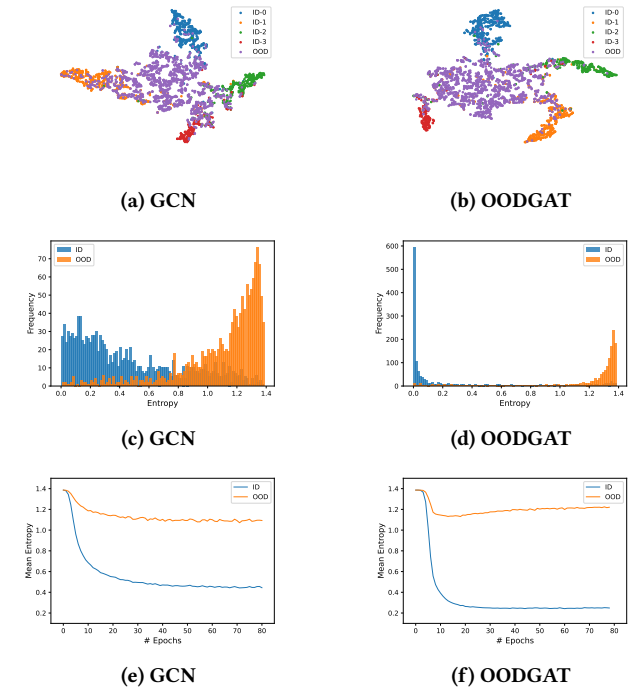 ID-0
ID-1
ID-2
ID-3
OOD
(a) GCN
ID-0
ID-1
ID-2
ID-3
OOD
(b) OODGAT
ID
OOD
Frequency
70
60
50
40
30
20
10
0
0.0 0.2 0.4 0.6 0.8 1.0 1.2 1.4
Entropy
(c) GCN
ID
OOD
Frequency
600
500
400
300
200
100
0
0.0 0.2 0.4 0.6 0.8 1.0 1.2 1.4
Entropy
(d) OODGAT
ID
OOD
Mean Entropy
1.4
1.2
1.0
0.8
0.6
0.4
0.2
0 10 20 30 40 50 60 70 80
# Epochs
(e) GCN
ID
OOD
Mean Entropy
1.4
1.2
1.0
0.8
0.6
0.4
0.2
0 10 20 30 40 50 60 70 80
# Epochs
(f) OODGAT